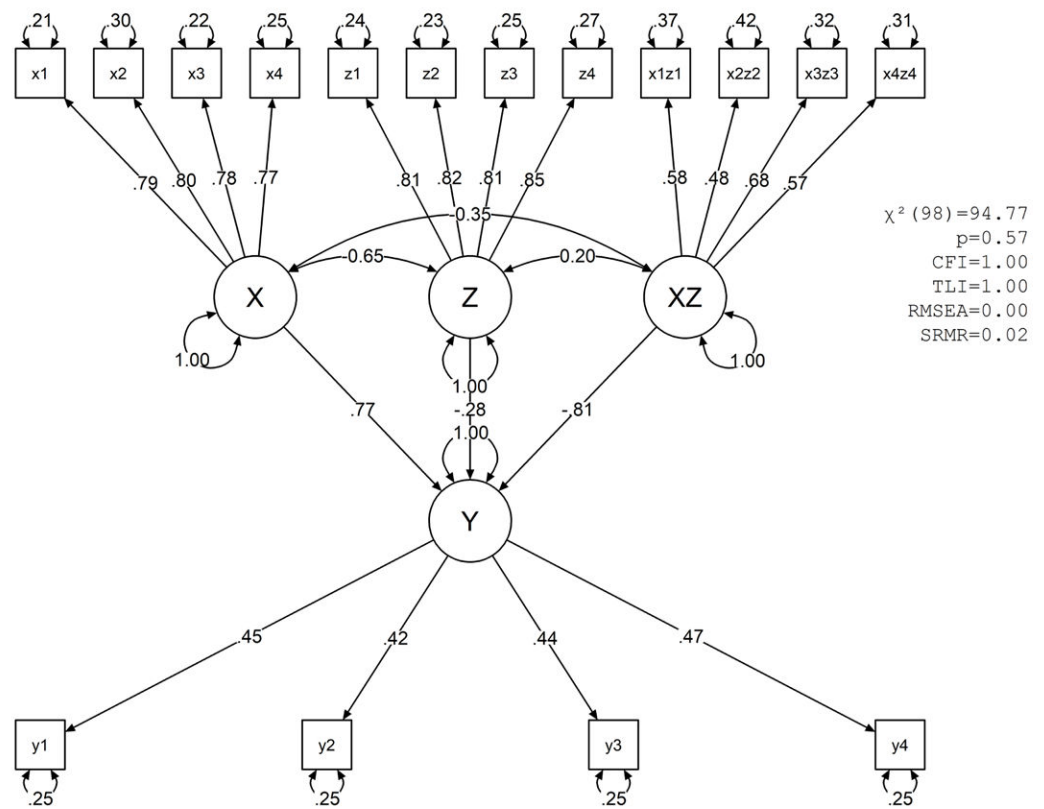 .21 .30 .22 .25 .24 .23 .25 .27 .37 .42 .32 .31
x1 x2 x3 x4 z1 z2 z3 z4 x1z1 x2z2 x3z3 x4z4
.79 .80 .78 .77 .81 .82 .81 .85 .58 .48 .68 .57
-0.35
-0.65 0.20
X Z XZ
1.00 1.00 1.00
.77 -.28 -.81
1.00
Y
.45 .42 .44 .47
y1 y2 y3 y4
.25 .25 .25 .25
χ²(98)=94.77
p=0.57
CFI=1.00
TLI=1.00
RMSEA=0.00
SRMR=0.02